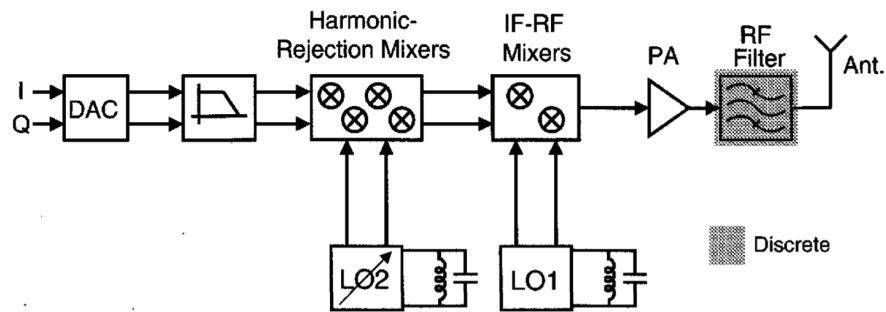 Harmonic-
Rejection Mixers
IF-RF
Mixers
PA
RF
Filter
Ant.
I
Q
DAC
LO2
LO1
Discrete